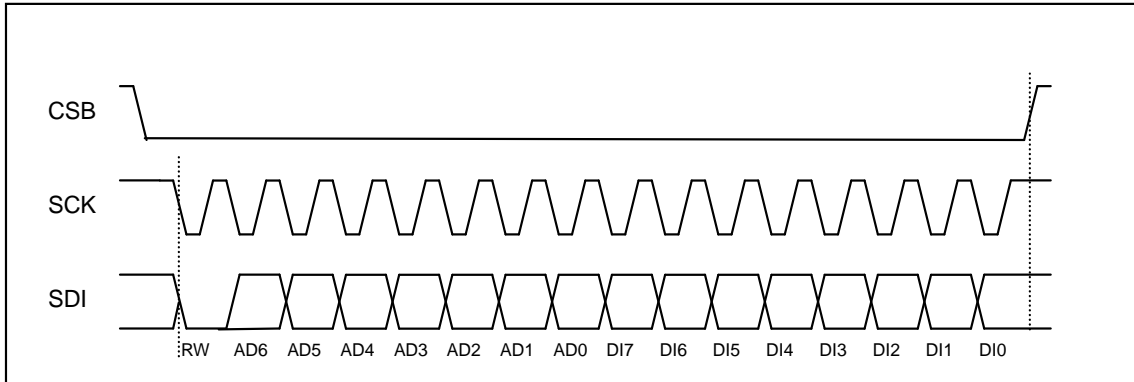 CSB
SCK
SDI
RW AD6 AD5 AD4 AD3 AD2 AD1 AD0 DI7 DI6 DI5 DI4 DI3 DI2 DI1 DI0